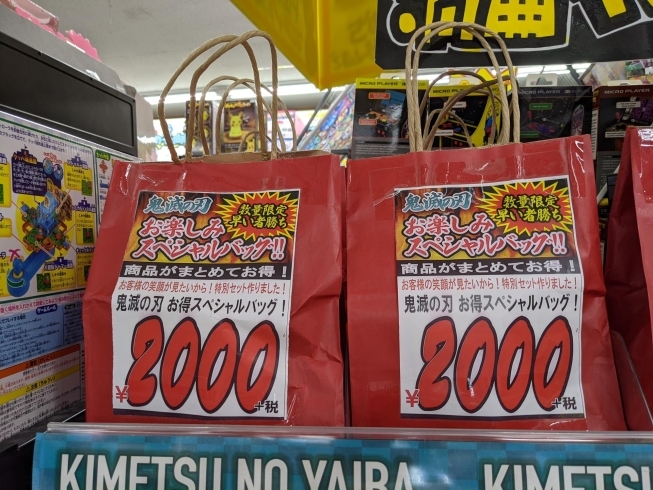 鬼滅の刃
数量限定
早い者勝ち
お楽しみ
スペシャルバッグ!!
商品がまとめてお得!
お客様の笑顔が見たいから!特別セット作りました!
鬼滅の刃 お得スペシャルバッグ!
¥2000+税
鬼滅の刃
数量限定
早い者勝ち
お楽しみ
スペシャルバッグ!!
商品がまとめてお得!
お客様の笑顔が見たいから!特別セット作りました!
鬼滅の刃 お得スペシャルバッグ!
¥2000+税
MICRO PLAYER
MICRO PLAYER
MICRO PLAYER
KIMETSU NO YAIBA
KIMETSU